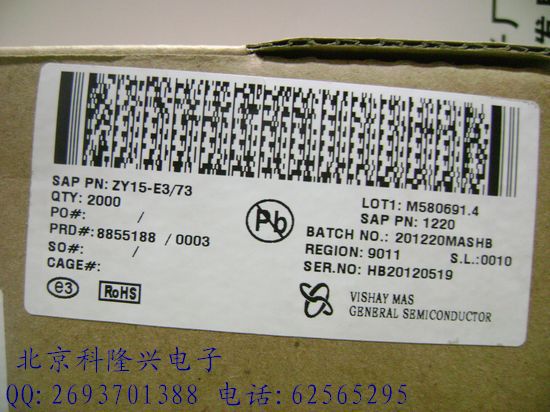 SAP PN: ZY15-E3/73
QTY: 2000
PO#: /
PRD#: 8855188 / 0003
SO#: /
CAGE#:
e3 RoHS
Pb
LOT1: M580691.4
SAP PN: 1220
BATCH NO.: 201220MASHB
REGION: 9011 S.L.:0010
SER.NO: HB20120519
VISHAY MAS
GENERAL SEMICONDUCTOR
北京科隆兴电子
QQ: 2693701388 电话: 62565295